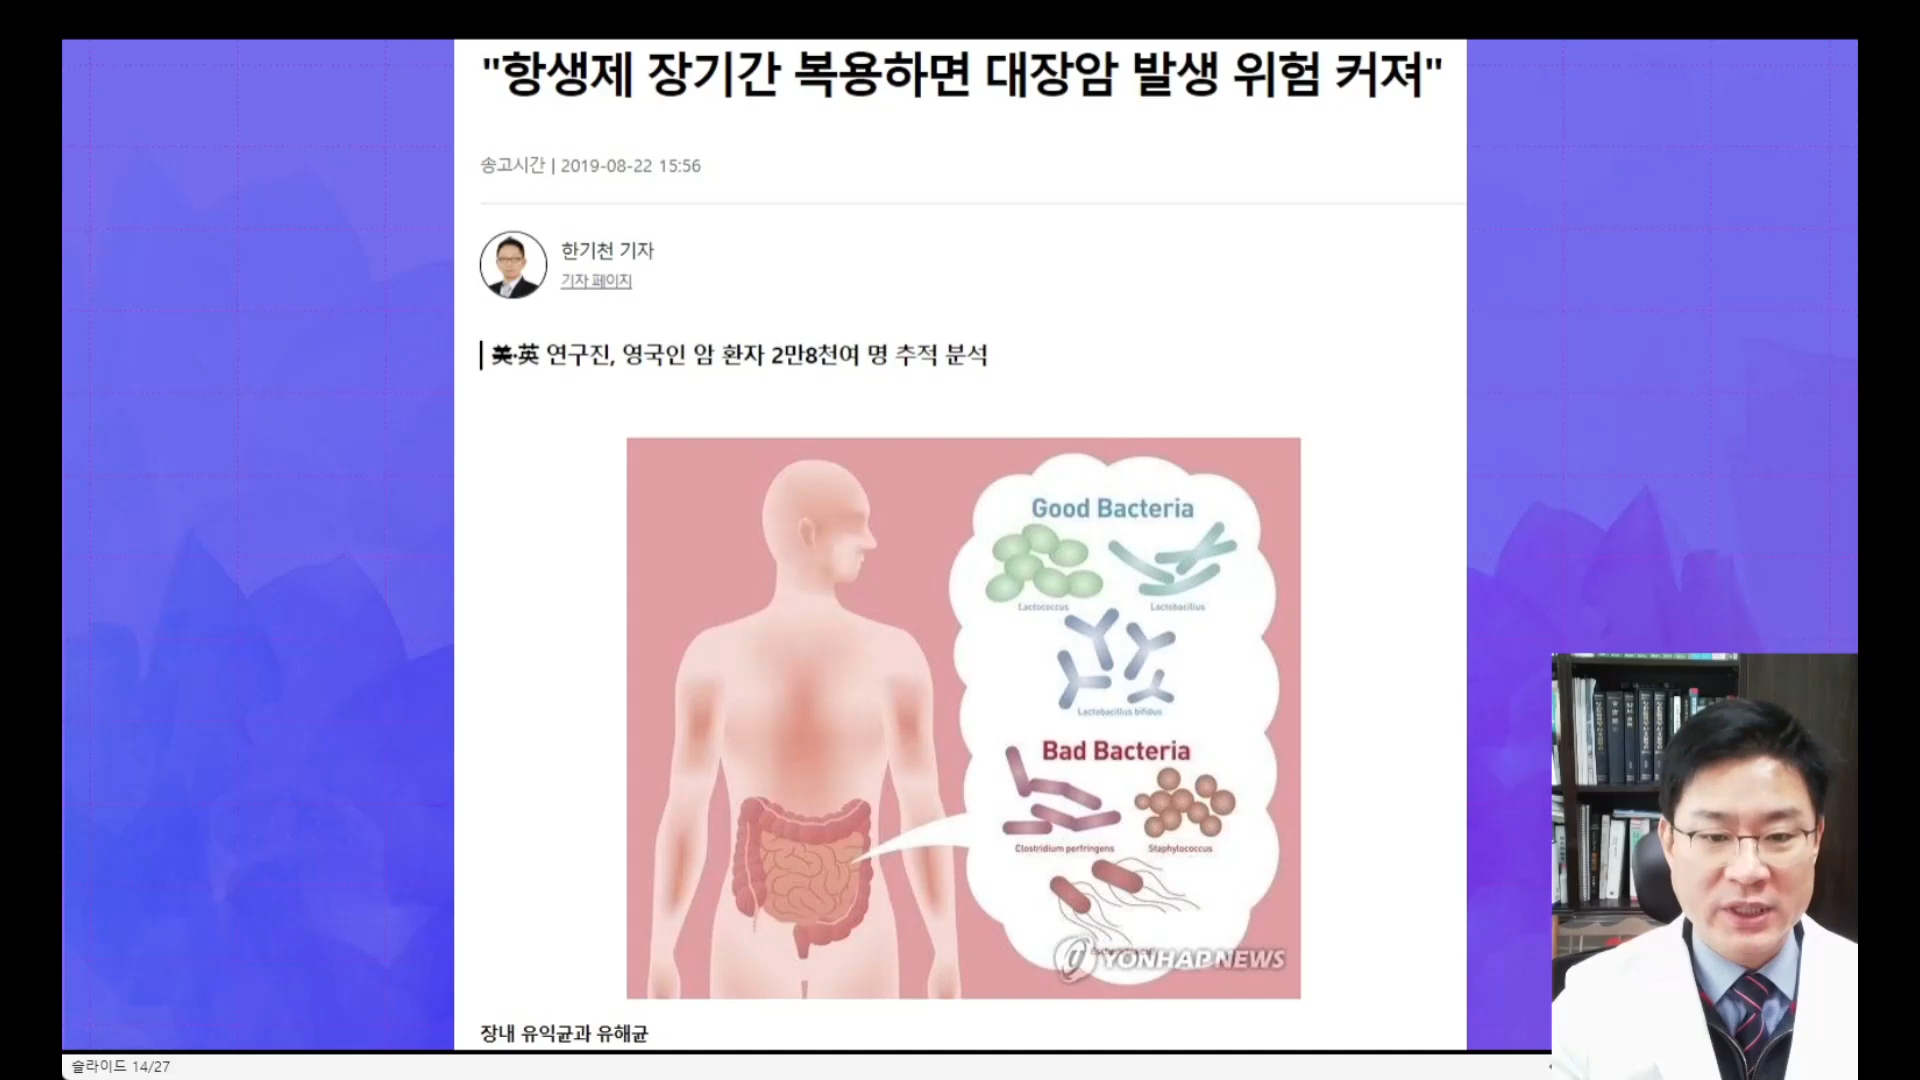 "항생제 장기간 복용하면 대장암 발생 위험 커져"
송고시간 | 2019-08-22 15:56
한기천 기자
기자 페이지
美·英 연구진, 영국인 암 환자 2만8천여 명 추적 분석
Good Bacteria
Lactococcus
Lactobacillus
Lactobacillus bifidus
Bad Bacteria
Clostridium perfringens
Staphylococcus
YONHAPNEWS
장내 유익균과 유해균
슬라이드 14/27